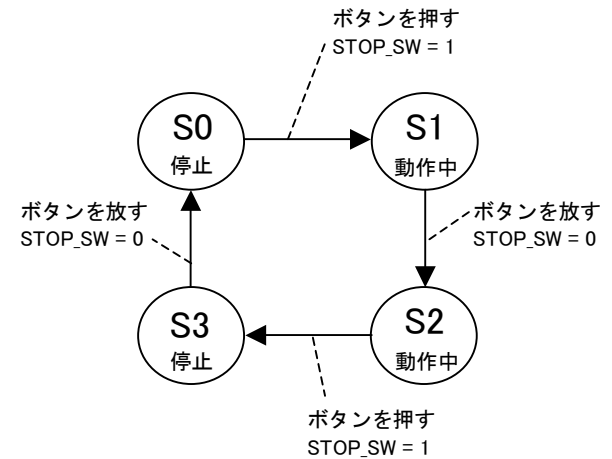 ボタンを押す
STOP_SW = 1
S0
停止
S1
動作中
ボタンを放す
STOP_SW = 0
ボタンを放す
STOP_SW = 0
S3
停止
S2
動作中
ボタンを押す
STOP_SW = 1